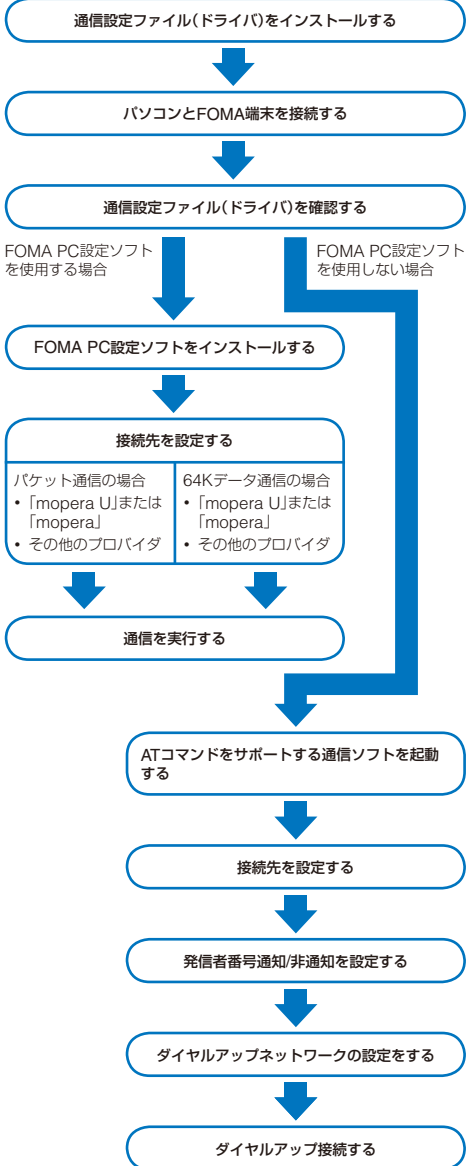 通信設定ファイル（ドライバ）をインストールする
パソコンとFOMA端末を接続する
通信設定ファイル（ドライバ）を確認する
FOMA PC設定ソフト
を使用する場合
FOMA PC設定ソフト
を使用しない場合
FOMA PC設定ソフトをインストールする
接続先を設定する
パケット通信の場合
• 「mopera U」または
「mopera」
• その他のプロバイダ
64Kデータ通信の場合
• 「mopera U」または
「mopera」
• その他のプロバイダ
通信を実行する
ATコマンドをサポートする通信ソフトを起動
する
接続先を設定する
発信者番号通知/非通知を設定する
ダイヤルアップネットワークの設定をする
ダイヤルアップ接続する